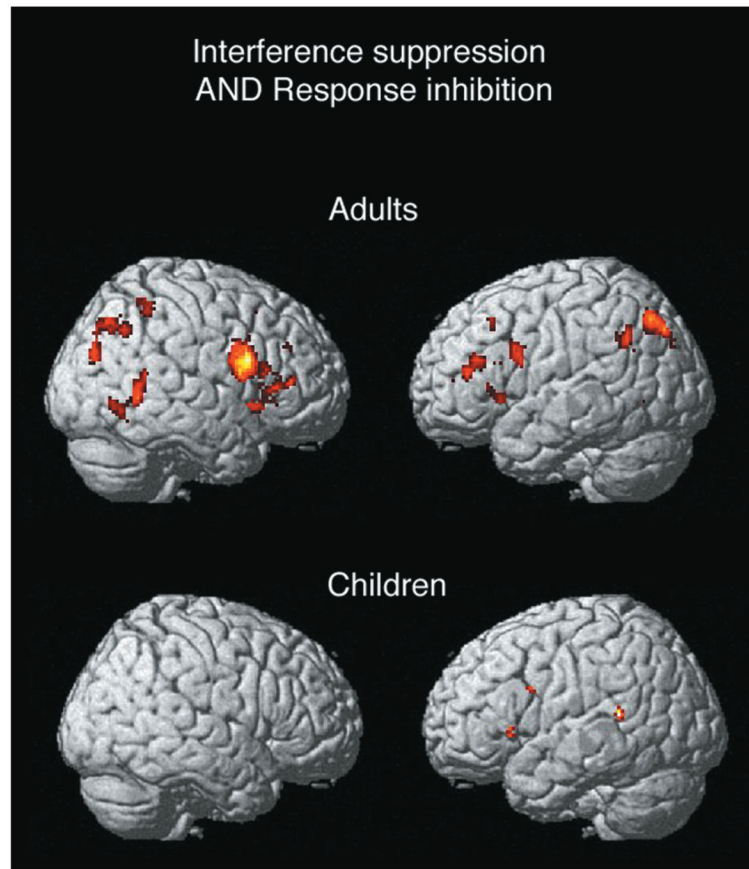 Interference suppression
AND Response inhibition
Adults
Children